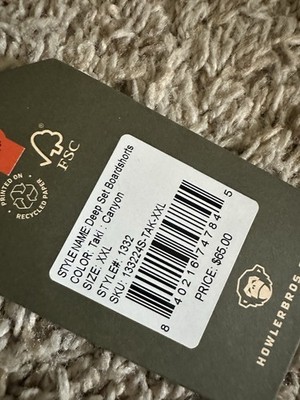 STYLE NAME: Deep Set Boardshorts
COLOR: Taki : Canyon
SIZE: XXL
STYLE#: 1332
SKU: 133224S-TAK-XXL
8 40216 74784 5
PRICE: $65.00
FSC
PRINTED ON
RECYCLED PAPER
HOWLERBROS.